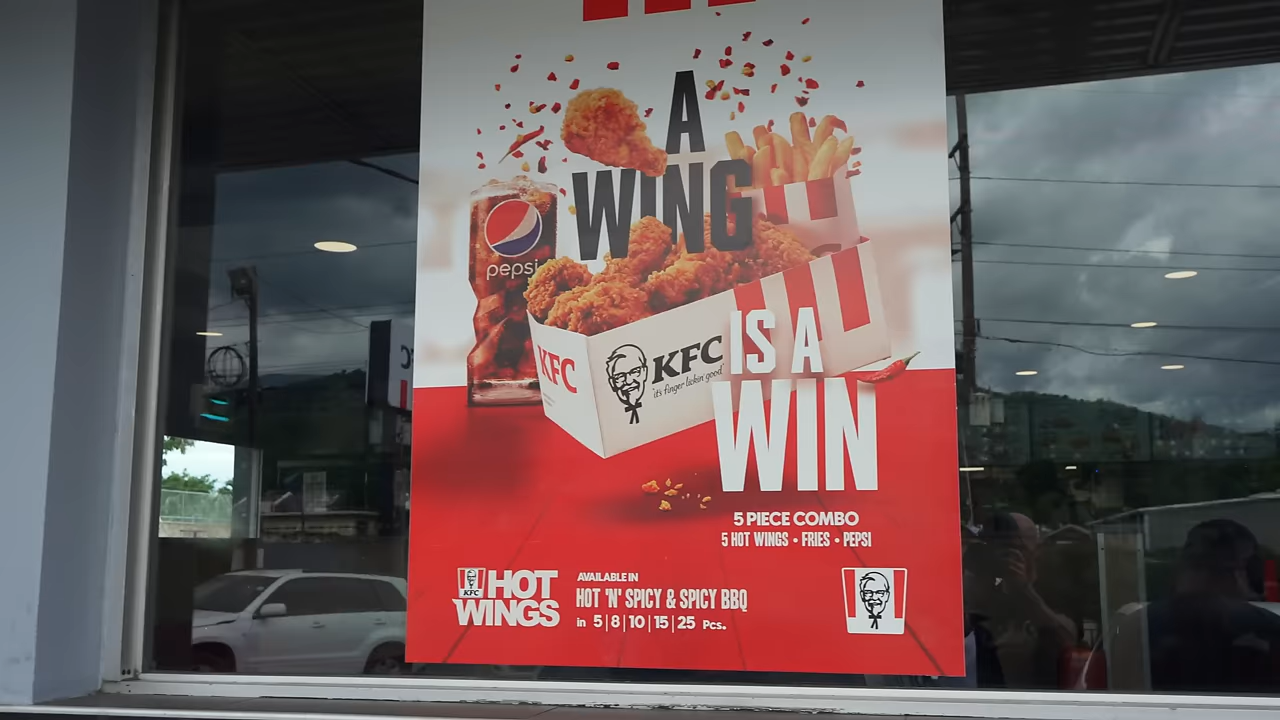 A
WING
pepsi
KFC
KFC
"it's finger lickin' good"
IS A
WIN
5 PIECE COMBO
5 HOT WINGS • FRIES • PEPSI
KFC
HOT
WINGS
AVAILABLE IN
HOT 'N' SPICY & SPICY BBQ
in 5|8|10|15|25 Pcs.